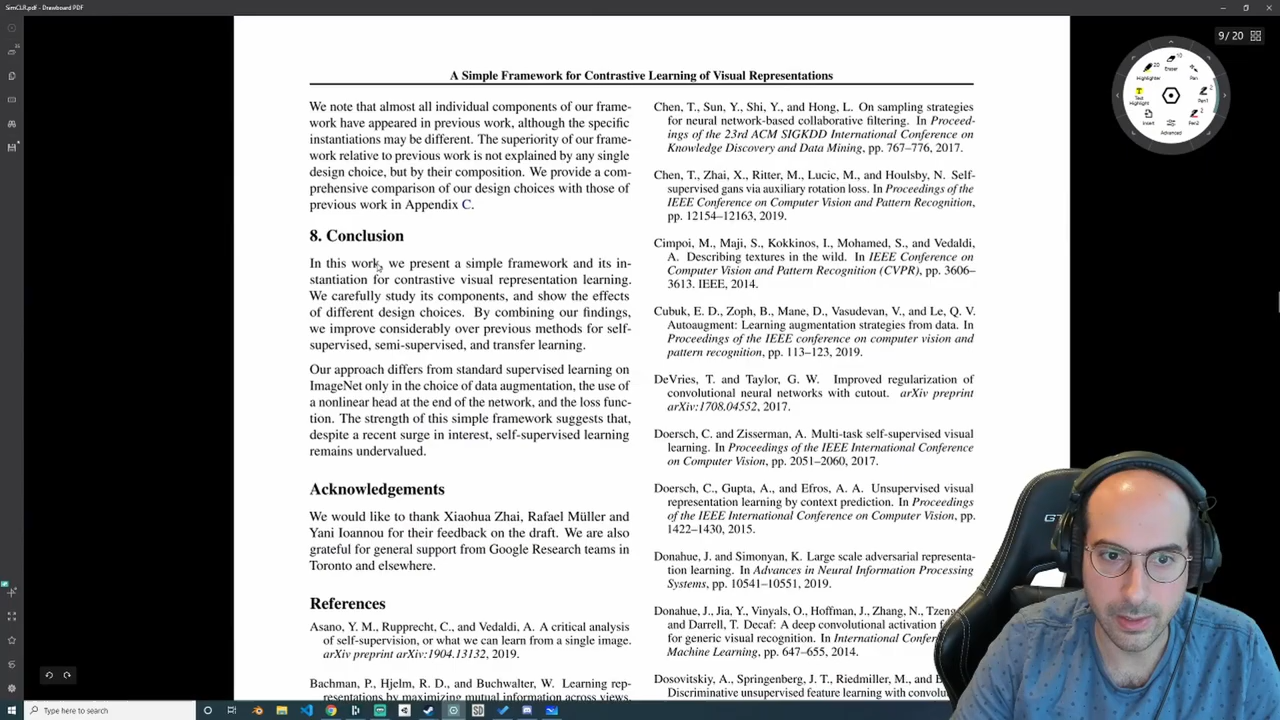 SimCLR.pdf - Drawboard PDF
9/20
A Simple Framework for Contrastive Learning of Visual Representations
We note that almost all individual components of our frame-
work have appeared in previous work, although the specific
instantiations may be different. The superiority of our frame-
work relative to previous work is not explained by any single
design choice, but by their composition. We provide a com-
prehensive comparison of our design choices with those of
previous work in Appendix C.
8. Conclusion
In this work, we present a simple framework and its in-
stantiation for contrastive visual representation learning.
We carefully study its components, and show the effects
of different design choices. By combining our findings,
we improve considerably over previous methods for self-
supervised, semi-supervised, and transfer learning.
Our approach differs from standard supervised learning on
ImageNet only in the choice of data augmentation, the use of
a nonlinear head at the end of the network, and the loss func-
tion. The strength of this simple framework suggests that,
despite a recent surge in interest, self-supervised learning
remains undervalued.
Acknowledgements
We would like to thank Xiaohua Zhai, Rafael Müller and
Yani Ioannou for their feedback on the draft. We are also
grateful for general support from Google Research teams in
Toronto and elsewhere.
References
Asano, Y. M., Rupprecht, C., and Vedaldi, A. A critical analysis
of self-supervision, or what we can learn from a single image.
arXiv preprint arXiv:1904.13132, 2019.
Bachman, P., Hjelm, R. D., and Buchwalter, W. Learning rep-
resentations by maximizing mutual information across views.
Chen, T., Sun, Y., Shi, Y., and Hong, L. On sampling strategies
for neural network-based collaborative filtering. In Proceed-
ings of the 23rd ACM SIGKDD International Conference on
Knowledge Discovery and Data Mining, pp. 767–776, 2017.
Chen, T., Zhai, X., Ritter, M., Lucic, M., and Houlsby, N. Self-
supervised gans via auxiliary rotation loss. In Proceedings of the
IEEE Conference on Computer Vision and Pattern Recognition,
pp. 12154–12163, 2019.
Cimpoi, M., Maji, S., Kokkinos, I., Mohamed, S., and Vedaldi,
A. Describing textures in the wild. In IEEE Conference on
Computer Vision and Pattern Recognition (CVPR), pp. 3606–
3613. IEEE, 2014.
Cubuk, E. D., Zoph, B., Mane, D., Vasudevan, V., and Le, Q. V.
Autoaugment: Learning augmentation strategies from data. In
Proceedings of the IEEE conference on computer vision and
pattern recognition, pp. 113–123, 2019.
DeVries, T. and Taylor, G. W. Improved regularization of
convolutional neural networks with cutout. arXiv preprint
arXiv:1708.04552, 2017.
Doersch, C. and Zisserman, A. Multi-task self-supervised visual
learning. In Proceedings of the IEEE International Conference
on Computer Vision, pp. 2051–2060, 2017.
Doersch, C., Gupta, A., and Efros, A. A. Unsupervised visual
representation learning by context prediction. In Proceedings
of the IEEE International Conference on Computer Vision, pp.
1422–1430, 2015.
Donahue, J. and Simonyan, K. Large scale adversarial representa-
tion learning. In Advances in Neural Information Processing
Systems, pp. 10541–10551, 2019.
Donahue, J., Jia, Y., Vinyals, O., Hoffman, J., Zhang, N., Tzeng
and Darrell, T. Decaf: A deep convolutional activation
for generic visual recognition. In International
Machine Learning, pp. 647–655, 2014.
Dosovitskiy, A., Springenberg, J. T., Riedmiller, M., and
Discriminative unsupervised feature learning with
Highlighter
Eraser
Pen
Text Highlight
Pen1
Insert
Pen2
Advanced
Type here to search